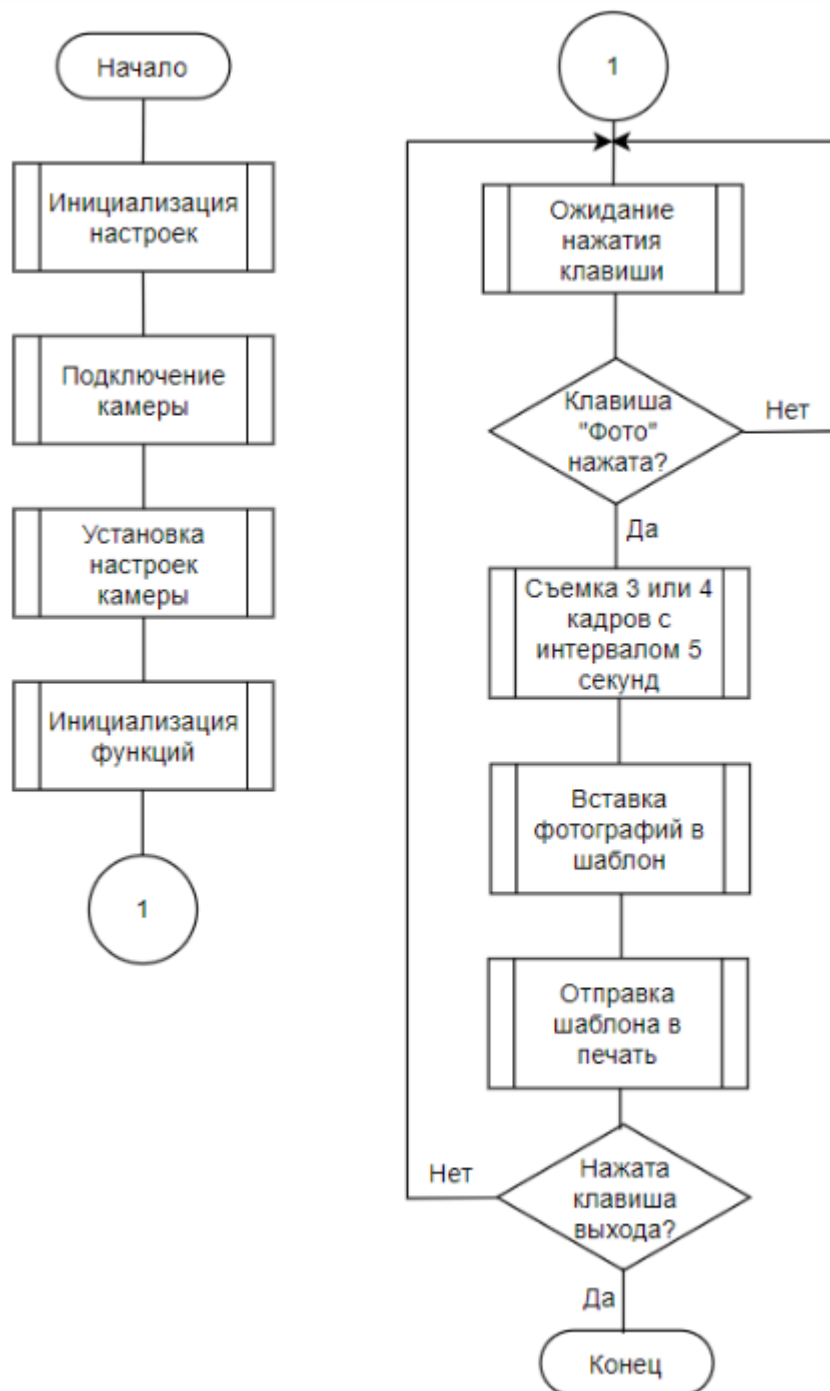 Начало
Инициализация
настроек
Подключение
камеры
Установка
настроек
камеры
Инициализация
функций
1
1
Ожидание
нажатия
клавиши
Клавиша
"Фото"
нажата?
Нет
Да
Съемка 3 или 4
кадров с
интервалом 5
секунд
Вставка
фотографий в
шаблон
Отправка
шаблона в
печать
Нажата
клавиша
выхода?
Нет
Да
Конец